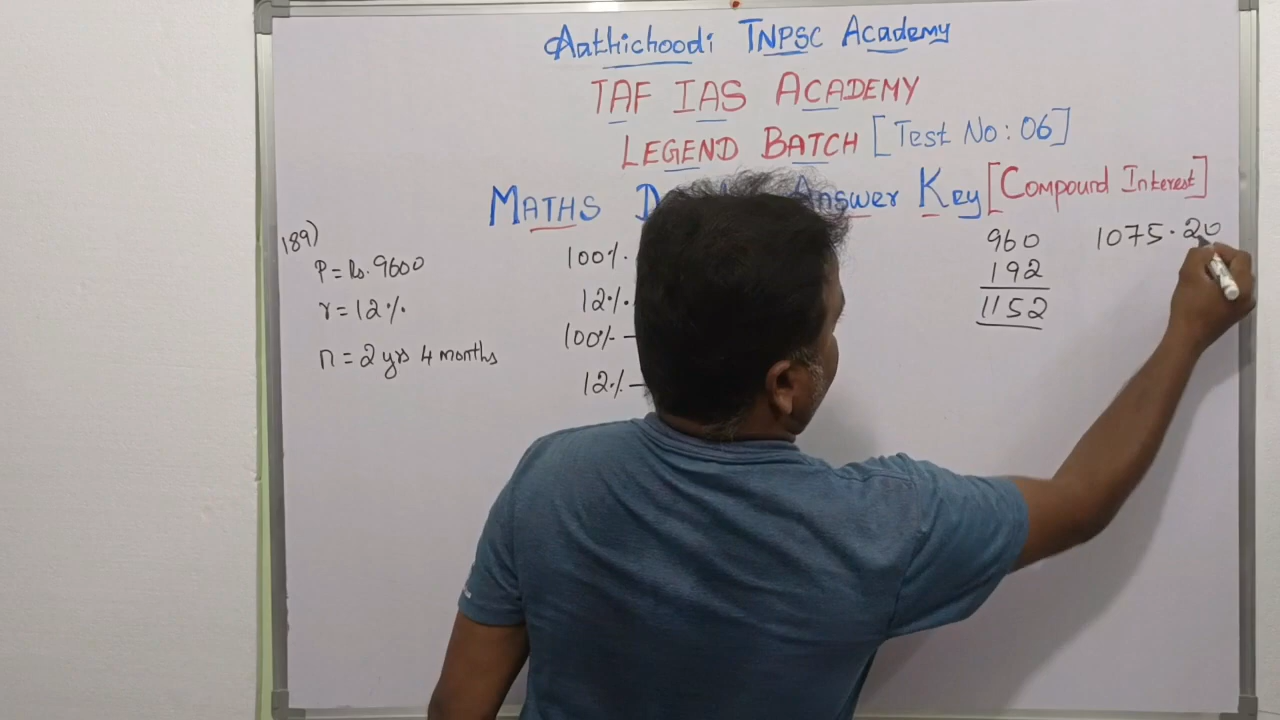 Aathichoodi TNPSC Academy
TAF IAS ACADEMY
LEGEND BATCH [Test No: 06]
MATHS Answer Key [Compound Interest]
189)
P = Rs. 9600
r = 12%
n = 2 yrs 4 months
100%
12%
100% –
12% –
960
192
1152
1075.20